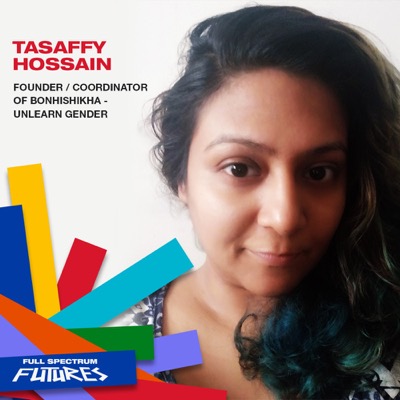 TASAFFY
HOSSAIN
FOUNDER / COORDINATOR
OF BONHISHIKHA -
UNLEARN GENDER
FULL SPECTRUM
FUTURES